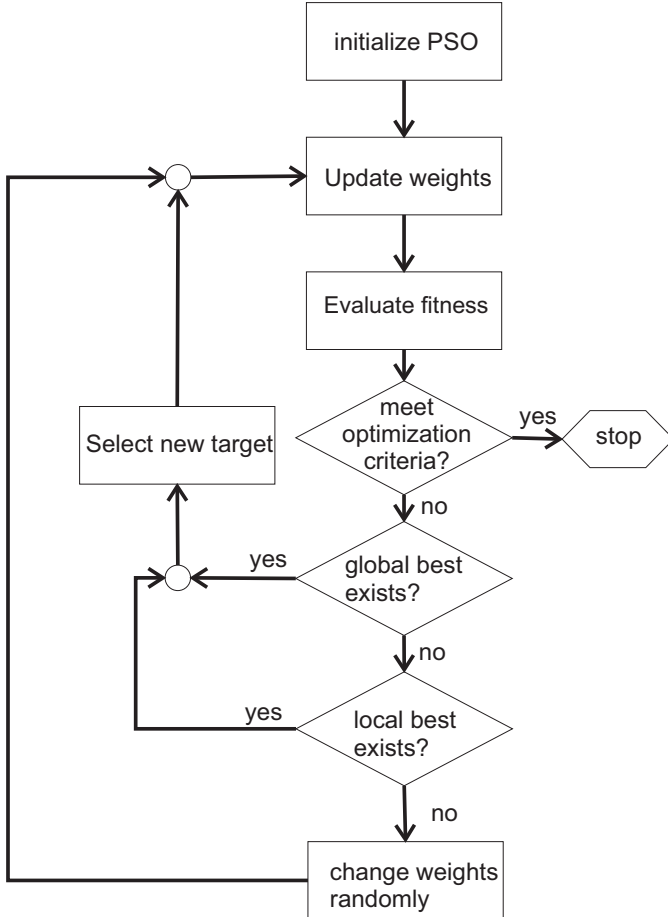 initialize PSO
Update weights
Evaluate fitness
meet
optimization
criteria?
yes
stop
Select new target
no
yes
global best
exists?
no
yes
local best
exists?
no
change weights
randomly